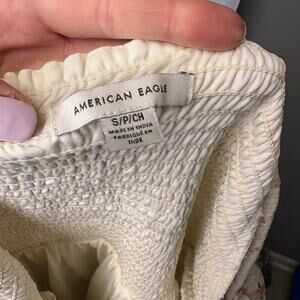 AMERICAN EAGLE
S/P/CH
MADE IN INDIA
FABRIQUÉ EN
INDE